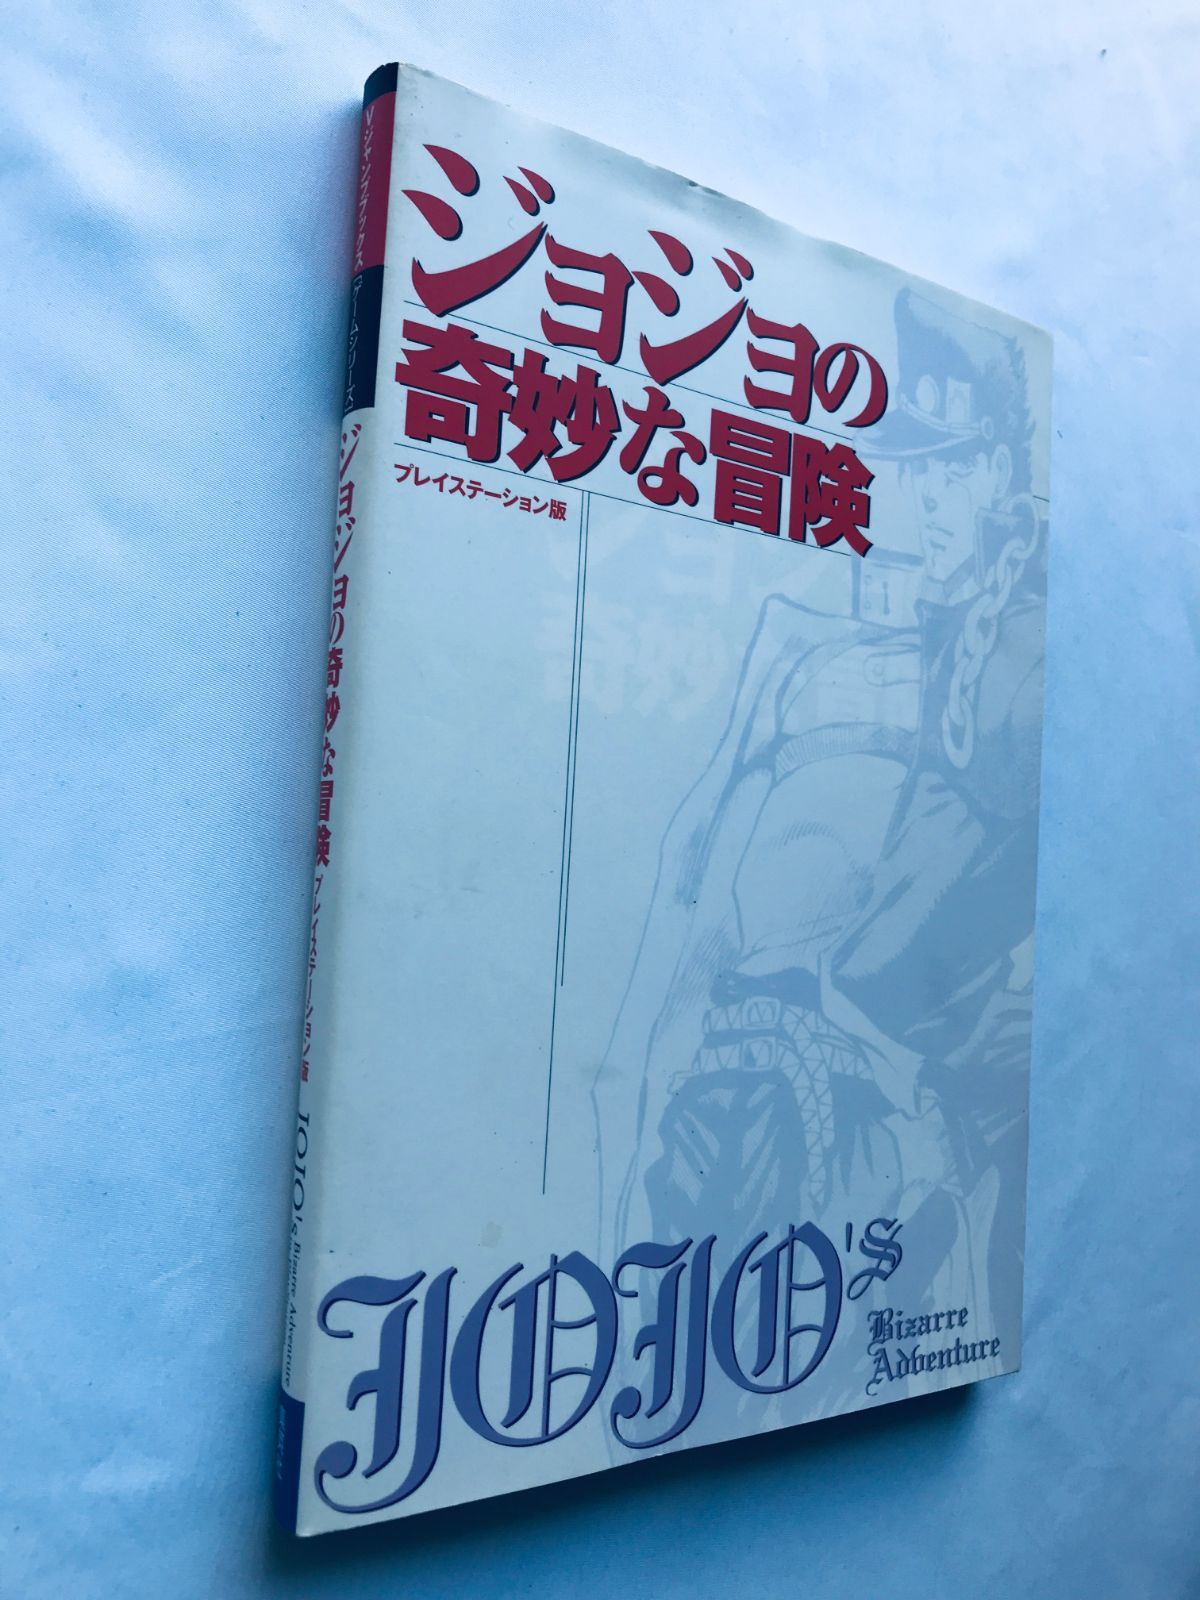 ジョジョの
奇妙な冒険
プレイステーション版
JOJO's
Bizarre
Adventure
Vジャンプブックス[ゲームシリーズ]
ジョジョの奇妙な冒険 プレイステーション版 JOJO's Bizarre Adventure
集英社